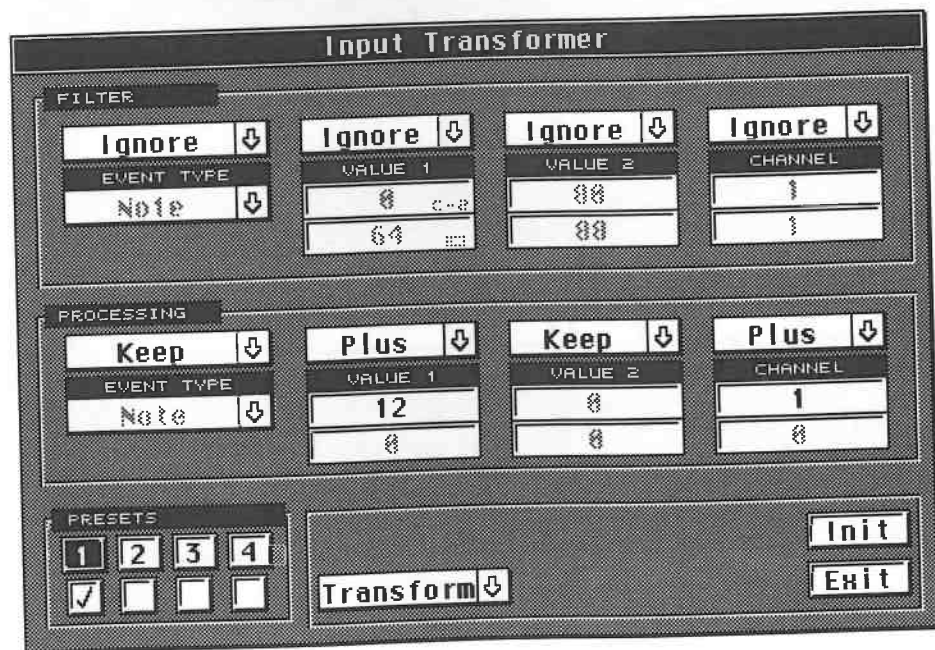 Input Transformer
FILTER
Ignore Ignore Ignore Ignore
EVENT TYPE VALUE 1 VALUE 2 CHANNEL
Note 0 1
64 1
PROCESSING
Keep Plus Keep Plus
EVENT TYPE VALUE 1 VALUE 2 CHANNEL
Note 12 0 1
0 0 0
PRESETS
1 2 3 4
Init
Transform Exit